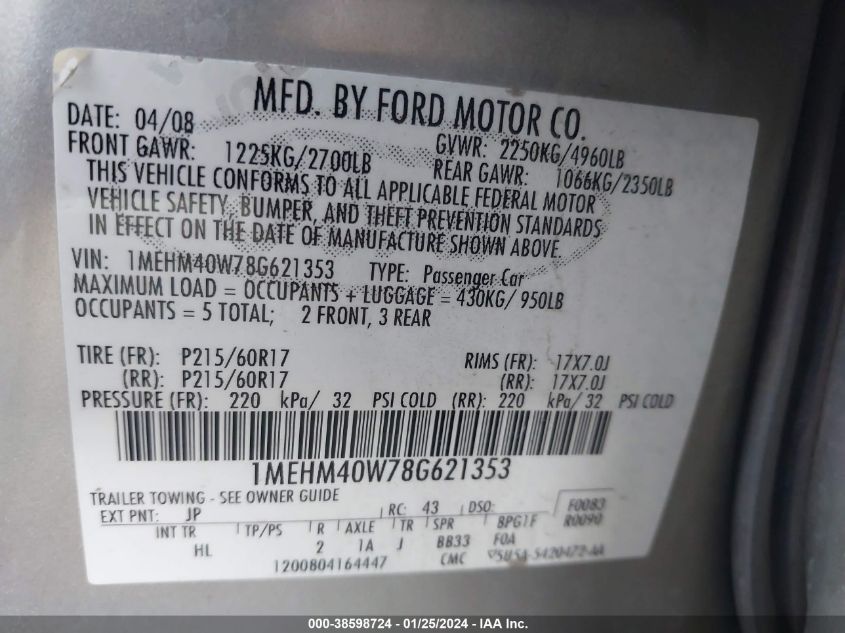 MFD. BY FORD MOTOR CO.
DATE: 04/08 GVWR: 2250KG/4960LB
FRONT GAWR: 1225KG/2700LB REAR GAWR: 1066KG/2350LB
THIS VEHICLE CONFORMS TO ALL APPLICABLE FEDERAL MOTOR
VEHICLE SAFETY, BUMPER, AND THEFT PREVENTION STANDARDS
IN EFFECT ON THE DATE OF MANUFACTURE SHOWN ABOVE.
VIN: 1MEHM40W78G621353 TYPE: Passenger Car
MAXIMUM LOAD = OCCUPANTS + LUGGAGE = 430KG/ 950LB
OCCUPANTS = 5 TOTAL; 2 FRONT, 3 REAR
TIRE (FR): P215/60R17 RIMS (FR): 17X7.0J
(RR): P215/60R17 (RR): 17X7.0J
PRESSURE (FR): 220 kPa/ 32 PSI COLD (RR): 220 kPa/ 32 PSI COLD
1MEHM40W78G621353
TRAILER TOWING - SEE OWNER GUIDE
EXT PNT: JP RC: 43 DSO: F0083
INT TR TP/PS R AXLE TR SPR BPG1F R0090
HL 2 1A J BB33 F0A
1200804164447 CMC 5U5A-5420472-AA
000-38598724 - 01/25/2024 - IAA Inc.